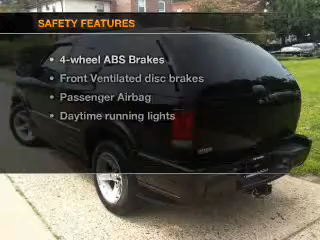 SAFETY FEATURES
4-wheel ABS Brakes
Front Ventilated disc brakes
Passenger Airbag
Daytime running lights